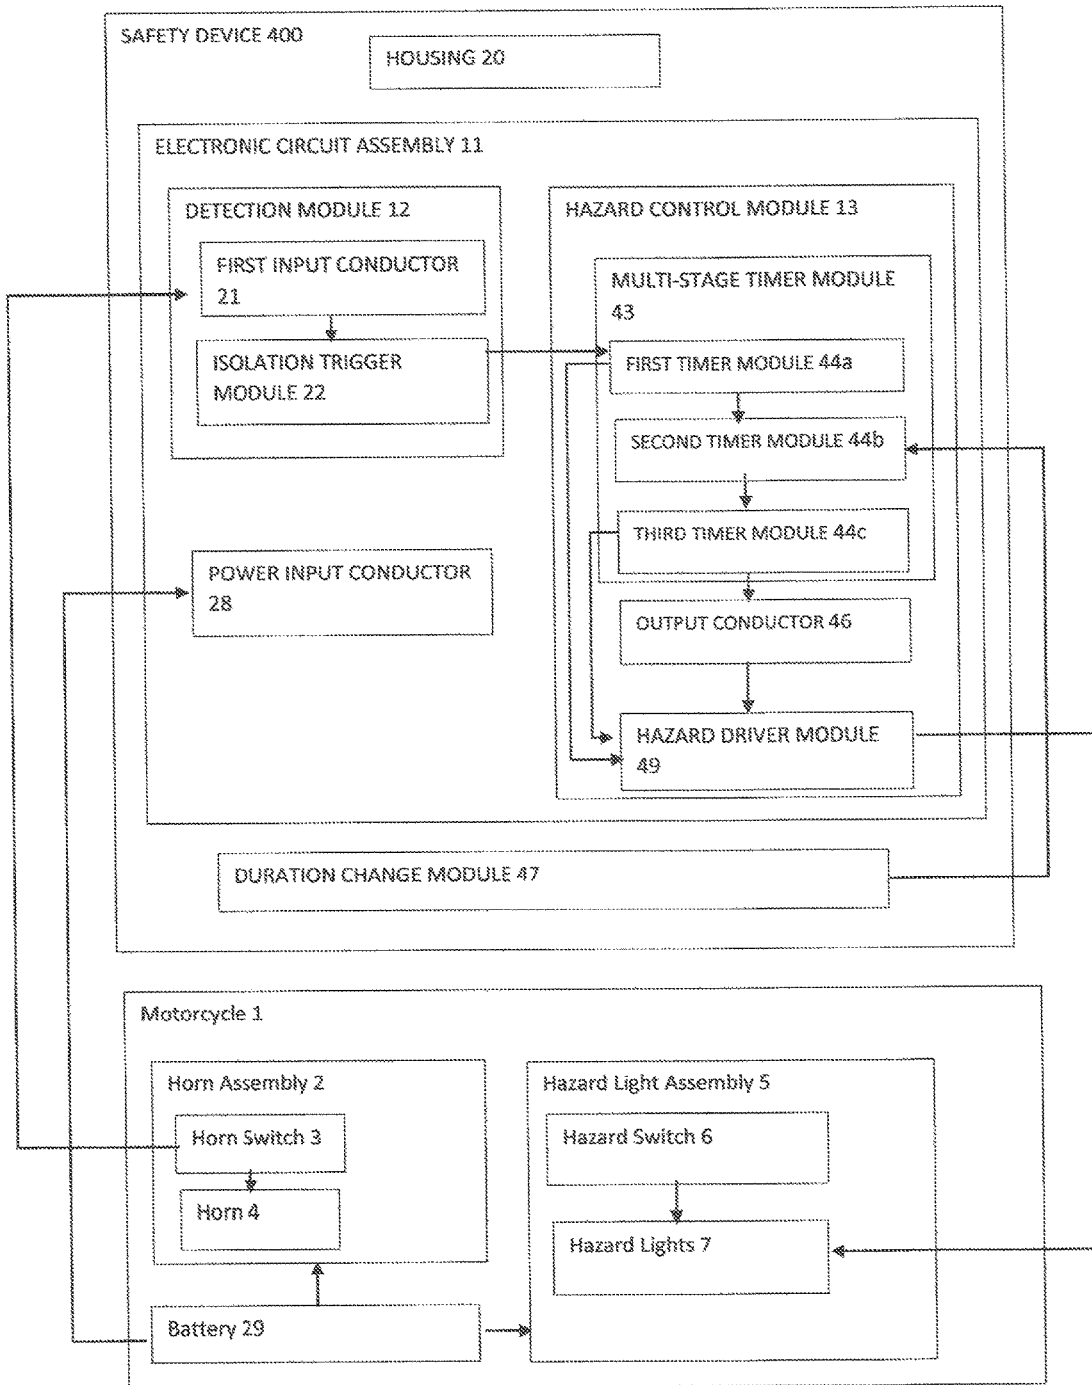 SAFETY DEVICE 400
HOUSING 20
ELECTRONIC CIRCUIT ASSEMBLY 11
DETECTION MODULE 12
FIRST INPUT CONDUCTOR
21
ISOLATION TRIGGER
MODULE 22
POWER INPUT CONDUCTOR
28
HAZARD CONTROL MODULE 13
MULTI-STAGE TIMER MODULE
43
FIRST TIMER MODULE 44a
SECOND TIMER MODULE 44b
THIRD TIMER MODULE 44c
OUTPUT CONDUCTOR 46
HAZARD DRIVER MODULE
49
DURATION CHANGE MODULE 47
Motorcycle 1
Horn Assembly 2
Horn Switch 3
Horn 4
Battery 29
Hazard Light Assembly 5
Hazard Switch 6
Hazard Lights 7